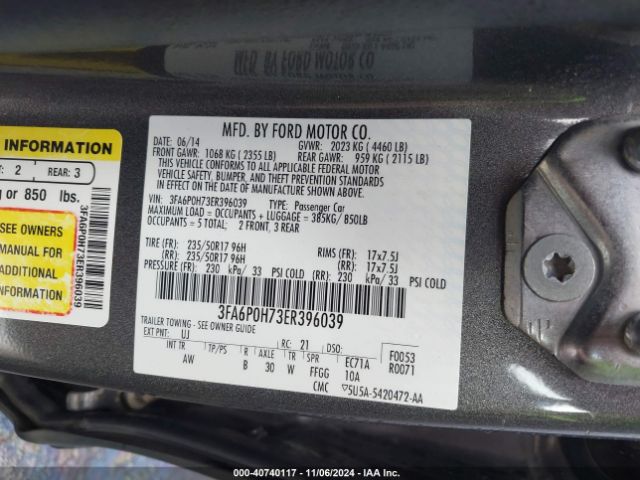 MFD. BY FORD MOTOR CO.
DATE: 06/14
GVWR: 2023 KG ( 4460 LB)
FRONT GAWR: 1068 KG ( 2355 LB)
REAR GAWR: 959 KG ( 2115 LB)
THIS VEHICLE CONFORMS TO ALL APPLICABLE FEDERAL MOTOR
VEHICLE SAFETY, BUMPER, AND THEFT PREVENTION STANDARDS
IN EFFECT ON THE DATE OF MANUFACTURE SHOWN ABOVE.
VIN: 3FA6P0H73ER396039 TYPE: Passenger Car
MAXIMUM LOAD = OCCUPANTS + LUGGAGE = 385KG/ 850LB
OCCUPANTS = 5 TOTAL; 2 FRONT, 3 REAR
TIRE (FR): 235/50R17 96H RIMS (FR): 17x7.5J
(RR): 235/50R17 96H (RR): 17x7.5J
PRESSURE (FR): 230 kPa/ 33 PSI COLD (RR): 230 kPa/ 33 PSI COLD
3FA6P0H73ER396039
TRAILER TOWING - SEE OWNER GUIDE
EXT PNT: UJ RC: 21 DSO: F0053
INT TR TP/PS R AXLE TR SPR EC71A R0071
AW B 30 W FFGG 10A
CMC ▽5U5A-5420472-AA
INFORMATION
2 REAR: 3
or 850 lbs.
SEE OWNERS
MANUAL FOR
ADDITIONAL
INFORMATION
3FA6P0H73ER396039
BY FORD MOTOR CO
000-40740117 - 11/06/2024 - IAA